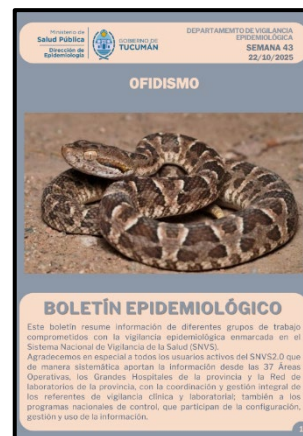 Ministerio de
Salud Pública
Dirección de
Epidemiología
GOBIERNO DE
TUCUMÁN
DEPARTAMEMTO DE VIGILANCIA
EPIDEMIOLÓGICA
SEMANA 43
22/10/2025
OFIDISMO
BOLETÍN EPIDEMIOLÓGICO
Este boletín resume información de diferentes grupos de trabajo
comprometidos con la vigilancia epidemiológica enmarcada en el
Sistema Nacional de Vigilancia de la Salud (SNVS).
Agradecemos en especial a todos los usuarios activos del SNVS2.0 que
de manera sistemática aportan la Información desde las 37 Áreas
Operativas, los Grandes Hospitales de la provincia y la Red de
laboratorios de la provincia, con la coordinación y gestión integral de
los referentes de vigilancia clínica y laboratorial; también a los
programas nacionales de control, que participan de la configuración,
gestión y uso de la información.
1